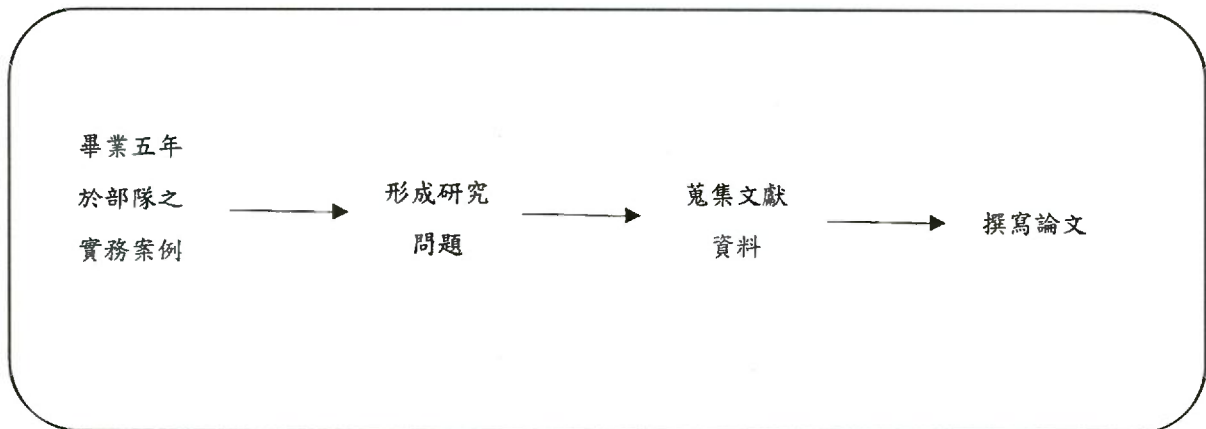 畢業五年
於部隊之
實務案例
形成研究
問題
蒐集文獻
資料
撰寫論文